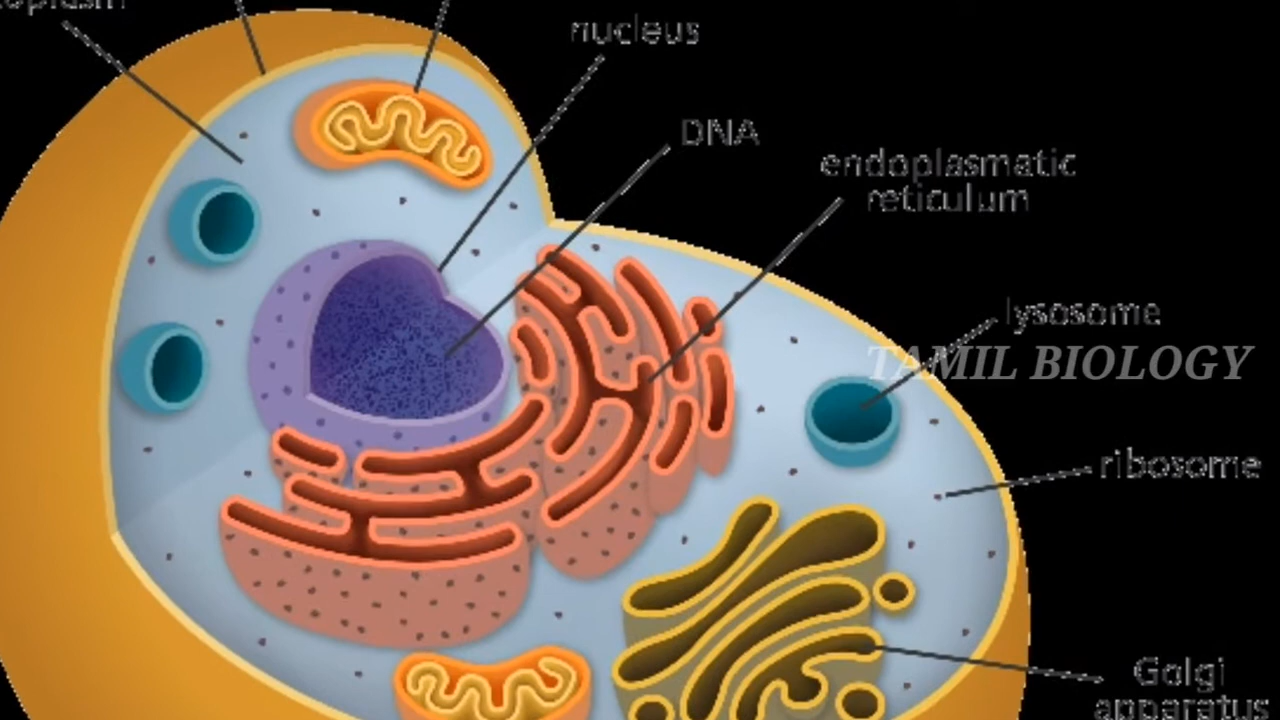 nucleus
DNA
endoplasmatic
reticulum
lysosome
TAMIL BIOLOGY
ribosome
Golgi
apparatus